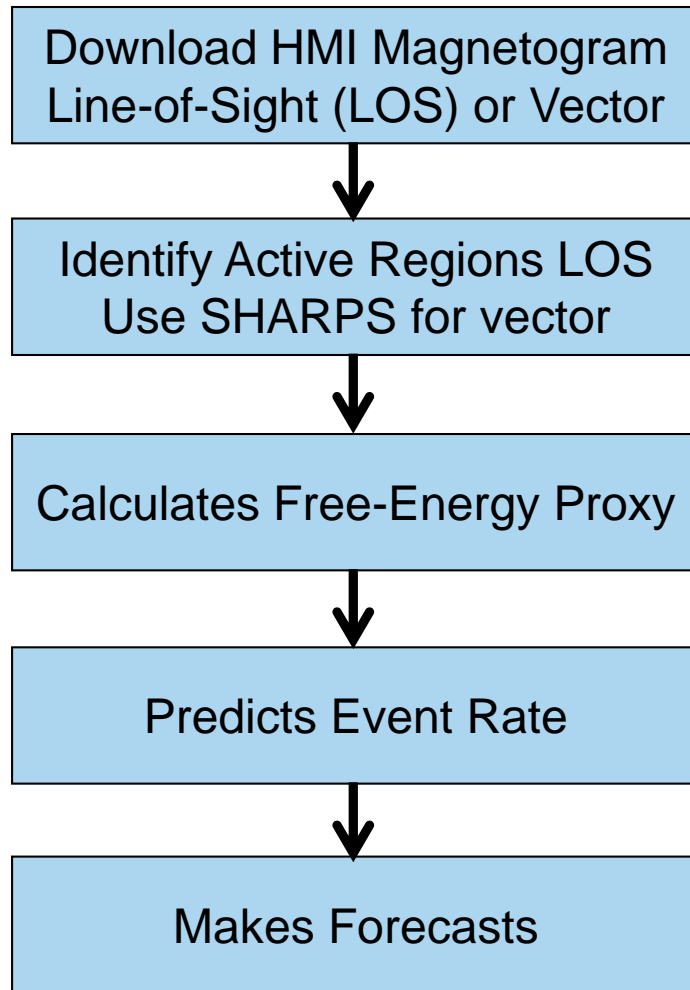 Download HMI Magnetogram
Line-of-Sight (LOS) or Vector
Identify Active Regions LOS
Use SHARPS for vector
Calculates Free-Energy Proxy
Predicts Event Rate
Makes Forecasts